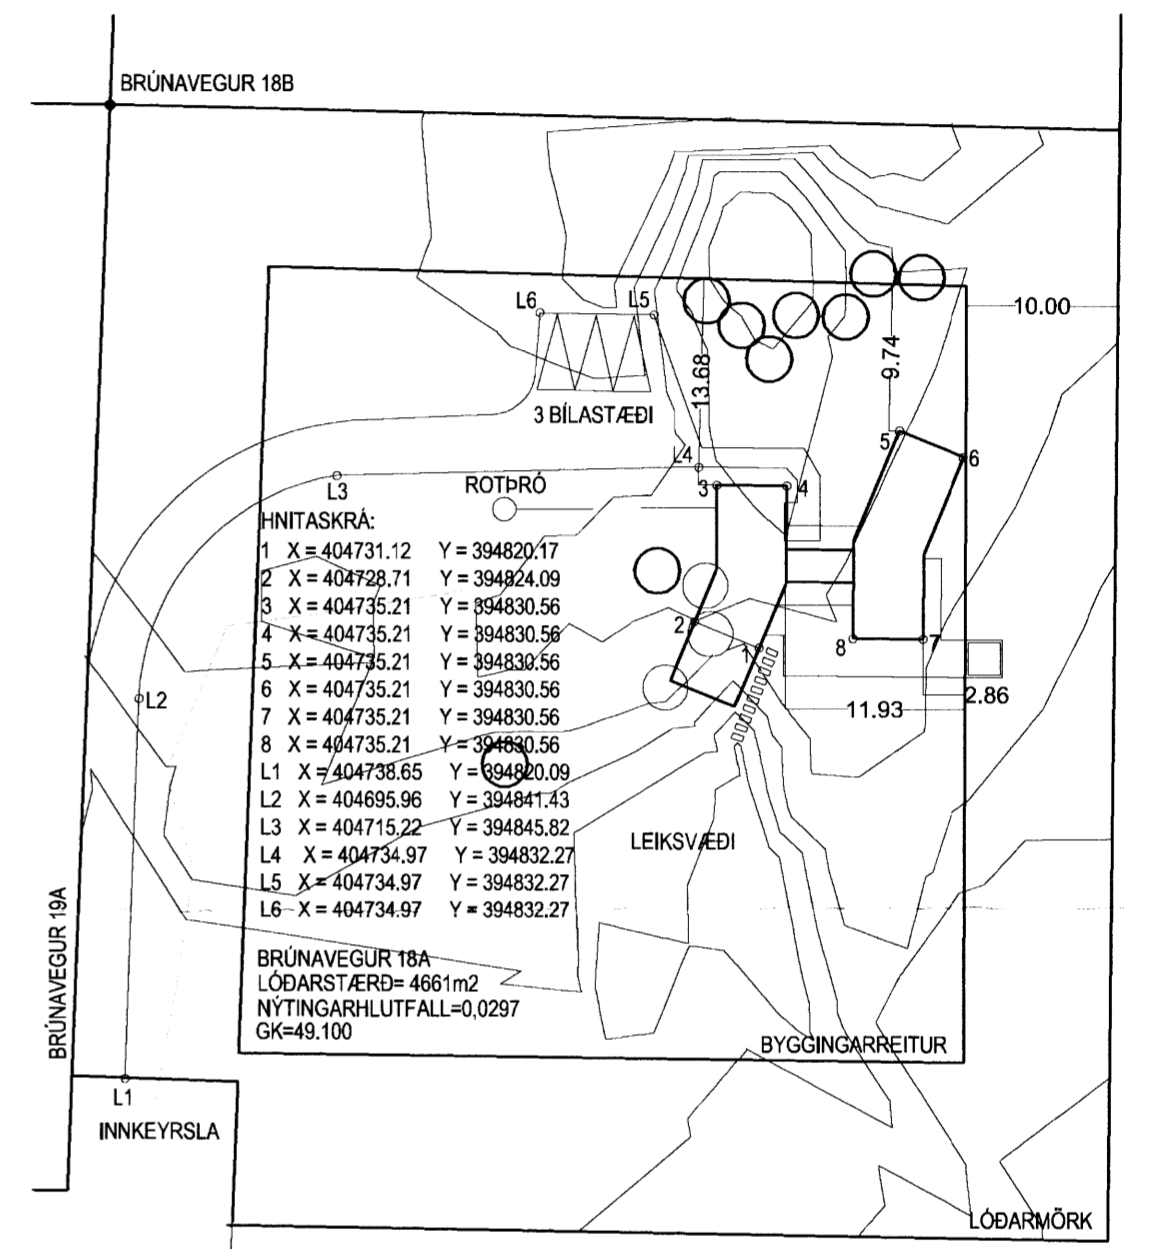 BRÚNAVEGUR 18B
L6
L5
10.00
13.68
9.74
3 BÍLASTÆÐI
5
6
L4
L3
ROTÞRÓ
3
4
HNITASKRÁ:
1 X = 404731.12 Y = 394820.17
2 X = 404728.71 Y = 394824.09
3 X = 404735.21 Y = 394830.56
4 X = 404735.21 Y = 394830.56
5 X = 404735.21 Y = 394830.56
6 X = 404735.21 Y = 394830.56
7 X = 404735.21 Y = 394830.56
8 X = 404735.21 Y = 394830.56
L1 X = 404738.65 Y = 394820.09
L2 X = 404695.96 Y = 394841.43
L3 X = 404715.22 Y = 394845.82
L4 X = 404734.97 Y = 394832.27
L5 X = 404734.97 Y = 394832.27
L6 X = 404734.97 Y = 394832.27
2
1
8
7
L2
11.93
2.86
LEIKSVÆÐI
BRÚNAVEGUR 19A
BRÚNAVEGUR 18A
LÓÐARSTÆRÐ= 4661m2
NÝTINGARHLUTFALL=0,0297
GK=49.100
BYGGINGARREITUR
L1
INNKEYRSLA
LÓÐARMÖRK